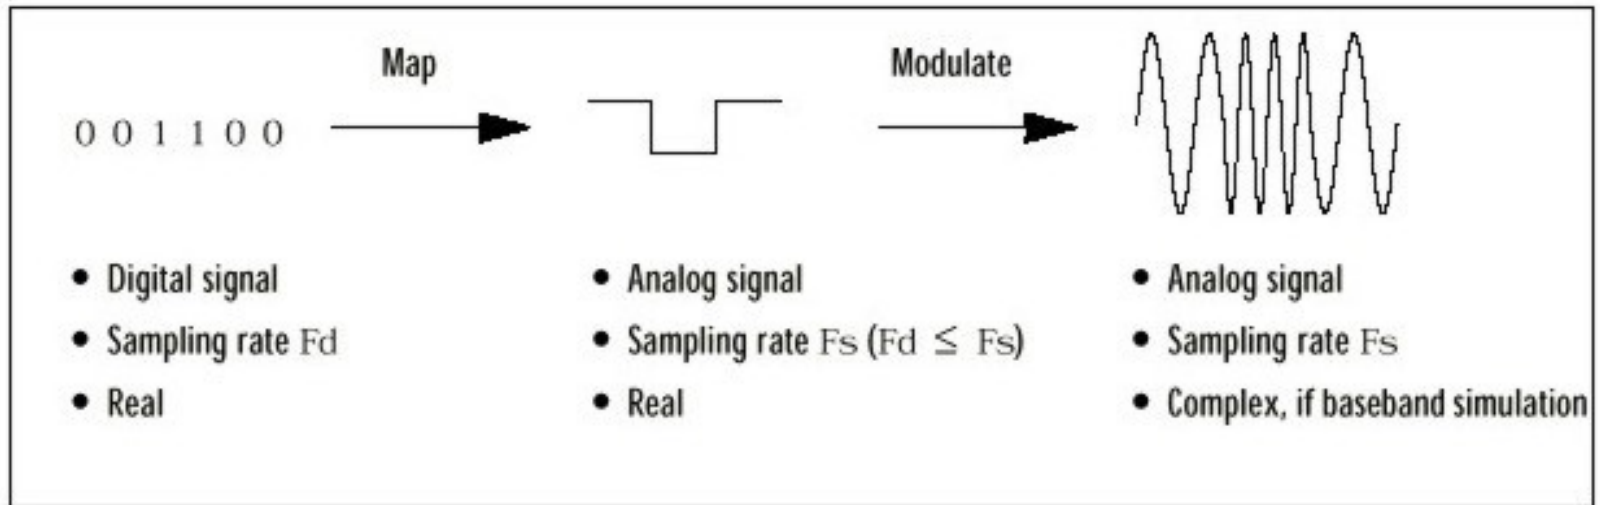 Map
Modulate
0 0 1 1 0 0
• Digital signal
• Sampling rate Fd
• Real
• Analog signal
• Sampling rate Fs (Fd ≤ Fs)
• Real
• Analog signal
• Sampling rate Fs
• Complex, if baseband simulation